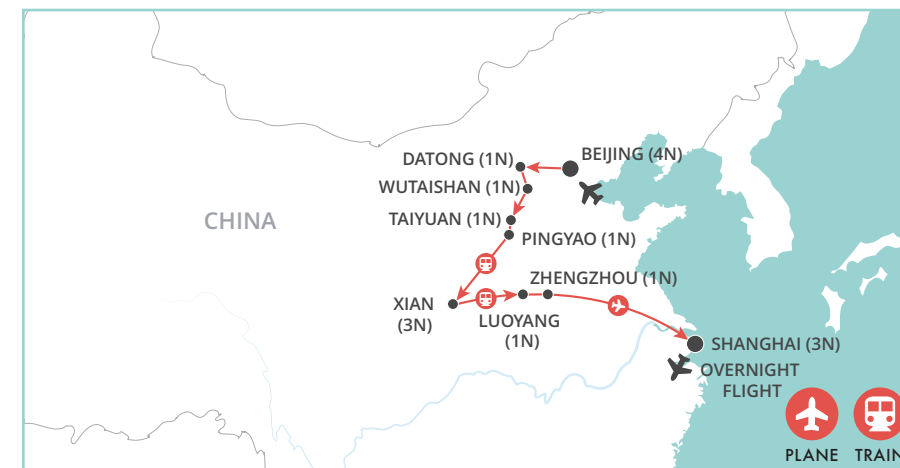 BEIJING (4N)
DATONG (1N)
WUTAISHAN (1N)
CHINA
TAIYUAN (1N)
PINGYAO (1N)
ZHENGZHOU (1N)
XIAN
(3N)
LUOYANG
(1N)
SHANGHAI (3N)
OVERNIGHT
FLIGHT
PLANE
TRAIN